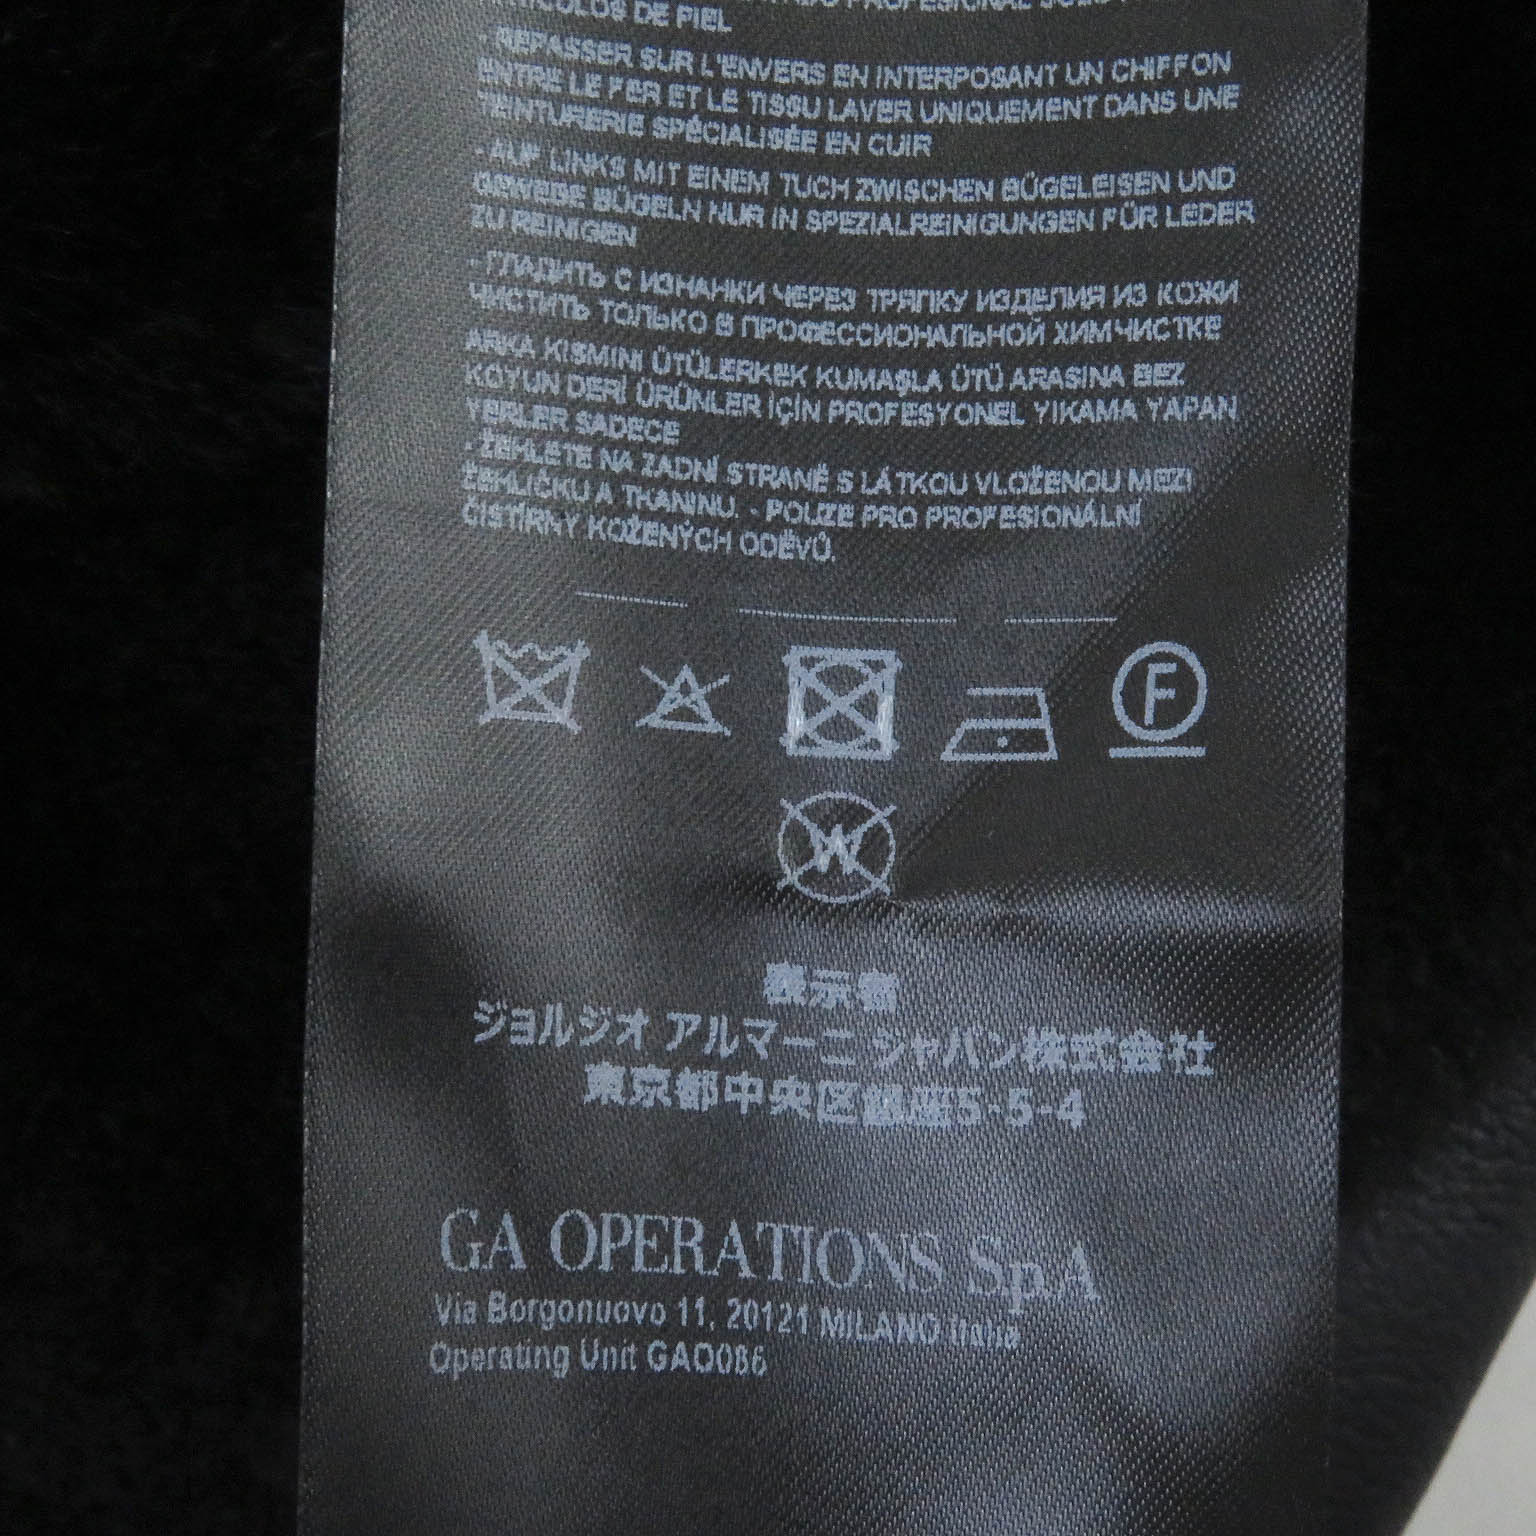 ARTÍCULOS DE PIEL
- REPASSER SUR L'ENVERS EN INTERPOSANT UN CHIFFON
ENTRE LE FER ET LE TISSU LAVER UNIQUEMENT DANS UNE
TEINTURERIE SPÉCIALISÉE EN CUIR
- AUF LINKS MIT EINEM TUCH ZWISCHEN BÜGELEISEN UND
GEWEBE BÜGELN NUR IN SPEZIALREINIGUNGEN FÜR LEDER
ZU REINIGEN
- ГЛАДИТЬ С ИЗНАНКИ ЧЕРЕЗ ТРЯПКУ ИЗДЕЛИЯ ИЗ КОЖИ
ЧИСТИТЬ ТОЛЬКО В ПРОФЕССИОНАЛЬНОЙ ХИМЧИСТКЕ
ARKA KISMINI ÜTÜLERKEK KUMAŞLA ÜTÜ ARASINA BEZ
KOYUN DERİ ÜRÜNLER İÇİN PROFESYONEL YIKAMA YAPAN
YERLER SADECE
- ŽEHLETE NA ZADNÍ STRANĚ S LÁTKOU VLOŽENOU MEZI
ŽEHLIČKU A TKANINU. - POUZE PRO PROFESIONÁLNÍ
ČISTÍRNY KOŽENÝCH ODĚVŮ.
F
W
表示者
ジョルジオ アルマーニ ジャパン株式会社
東京都中央区銀座5-5-4
GA OPERATIONS SpA
Via Borgonuovo 11, 20121 MILANO Italia
Operating Unit GAO086